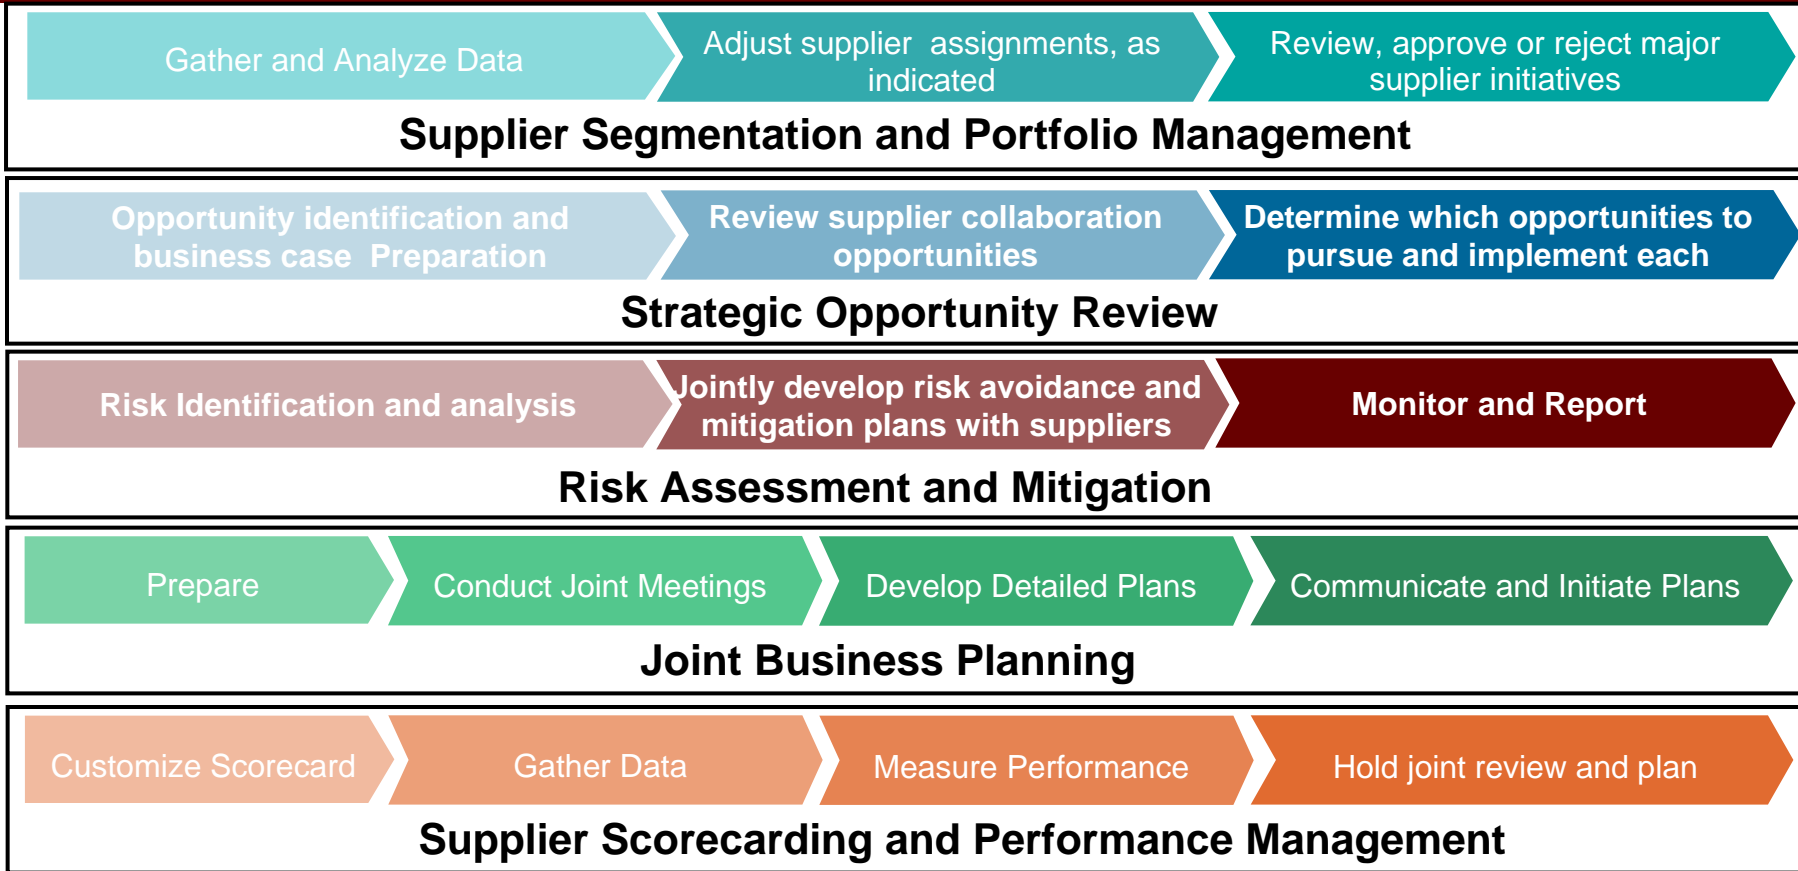 Gather and Analyze Data
Adjust supplier  assignments, as
indicated
Review, approve or reject major
supplier initiatives
Supplier Segmentation and Portfolio Management
Opportunity identification and
business case  Preparation
Review supplier collaboration
opportunities
Determine which opportunities to
pursue and implement each
Strategic Opportunity Review
Risk Identification and analysis
Jointly develop risk avoidance and
mitigation plans with suppliers
Monitor and Report
Risk Assessment and Mitigation
Prepare
Conduct Joint Meetings
Develop Detailed Plans
Communicate and Initiate Plans
Joint Business Planning
Customize Scorecard
Gather Data
Measure Performance
Hold joint review and plan
Supplier Scorecarding and Performance Management